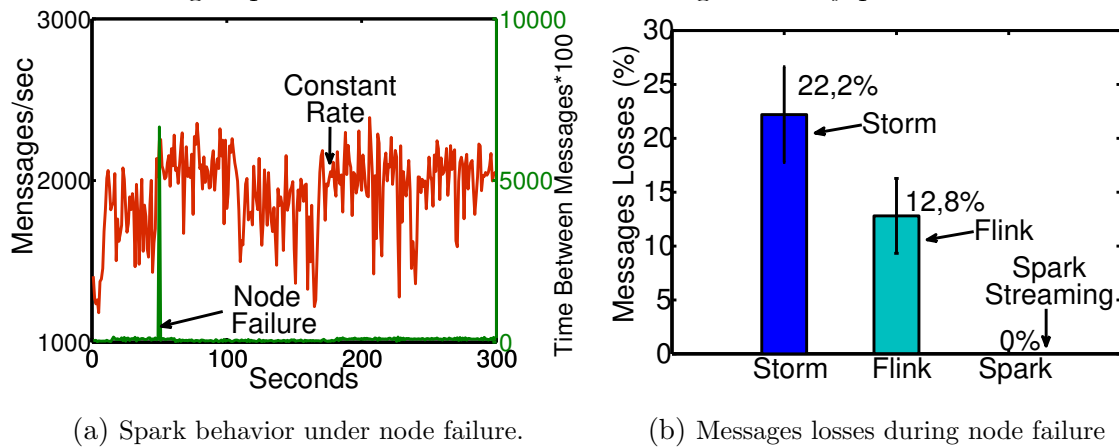 3000
2000
1000
Menssages/sec
10000
5000
0
Time Between Messages*100
Constant
Rate
Node
Failure
0
100
200
300
Seconds
(a) Spark behavior under node failure.
30
25
20
15
10
5
0
Messages Losses (%)
22,2%
Storm
12,8%
Flink
Spark
Streaming
0%
Storm
Flink
Spark
(b) Messages losses during node failure